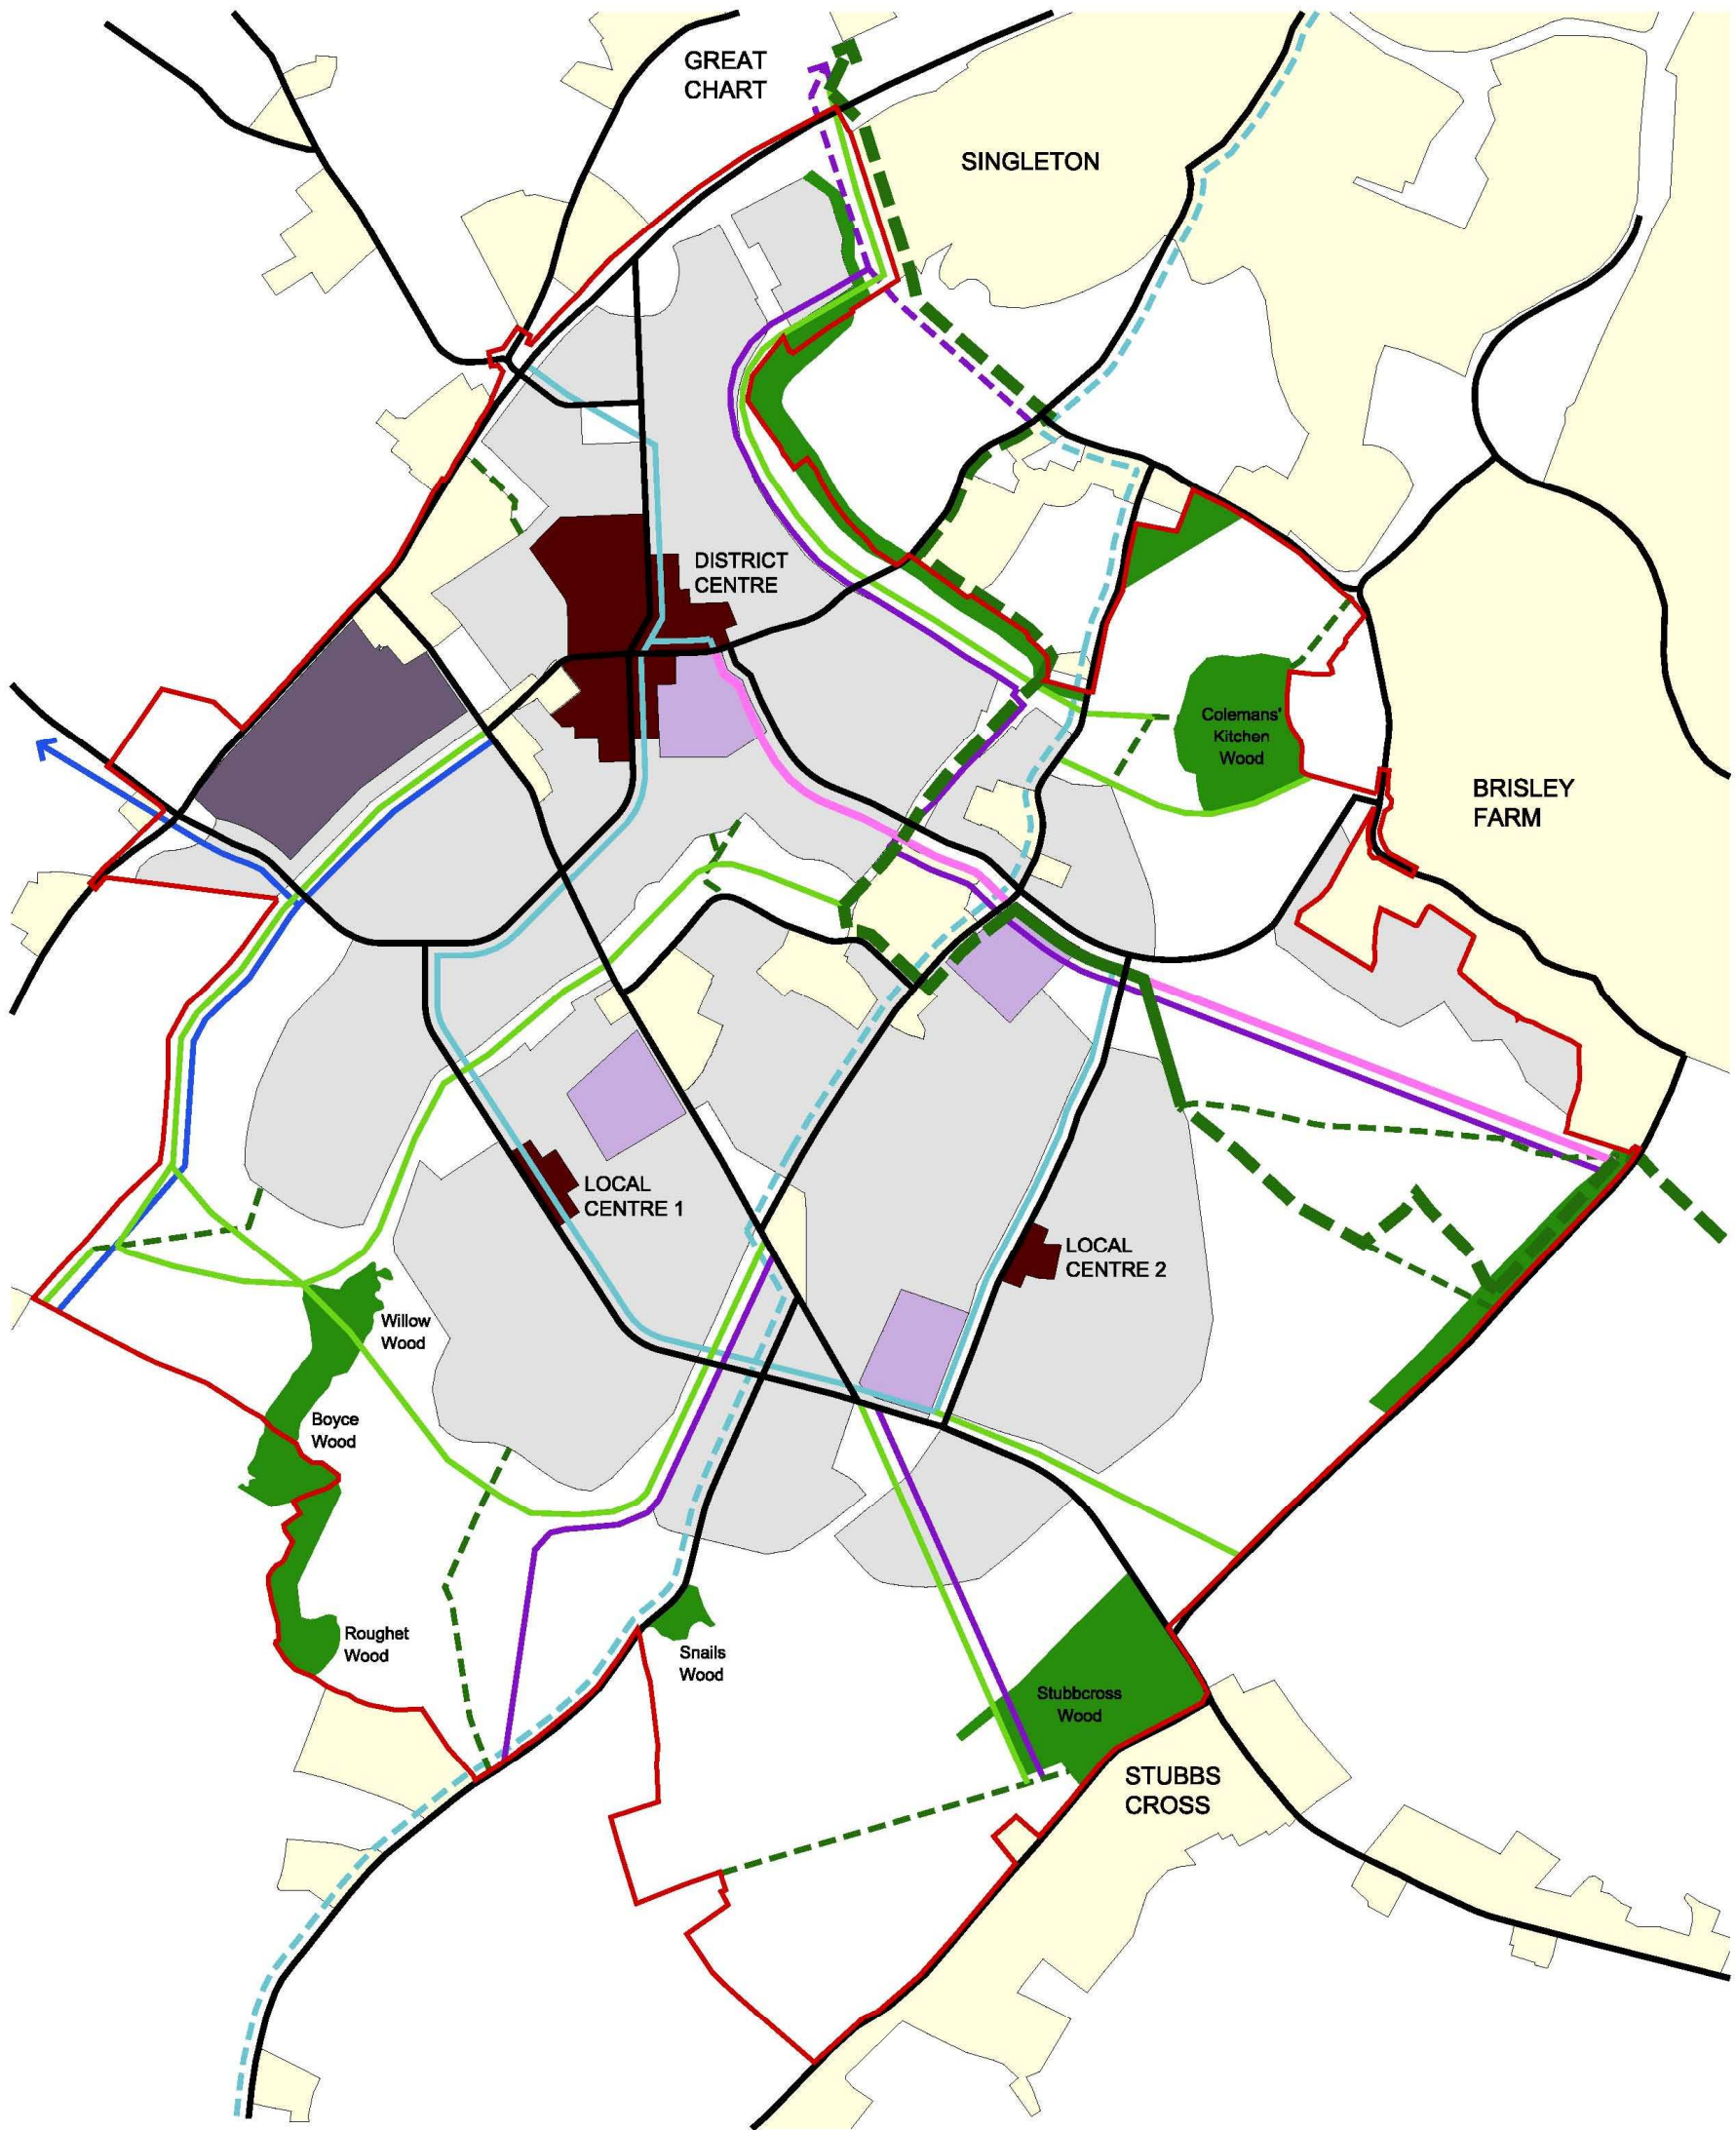 GREAT
CHART
SINGLETON
DISTRICT
CENTRE
Colemans'
Kitchen
Wood
BRISLEY
FARM
LOCAL
CENTRE 1
LOCAL
CENTRE 2
Willow
Wood
Boyce
Wood
Roughet
Wood
Snails
Wood
Stubbcross
Wood
STUBBS
CROSS